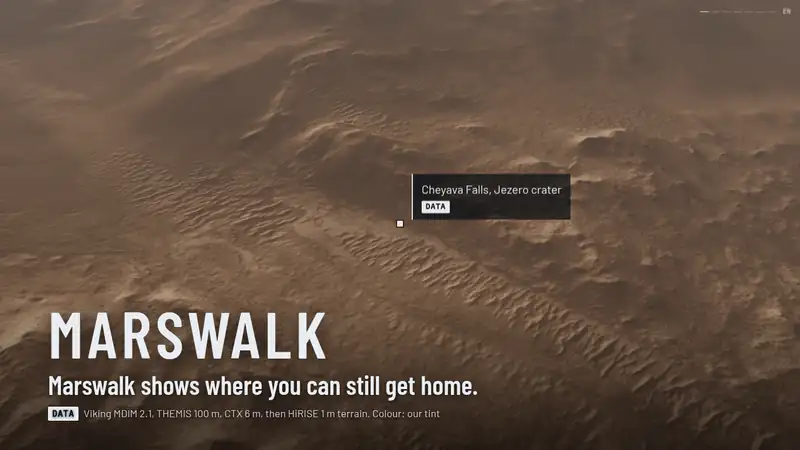 EN
Cheyava Falls, Jezero crater
DATA
MARSWALK
Marswalk shows where you can still get home.
DATA Viking MDIM 2.1, THEMIS 100 m, CTX 6 m, then HiRISE 1 m terrain. Colour: our tint